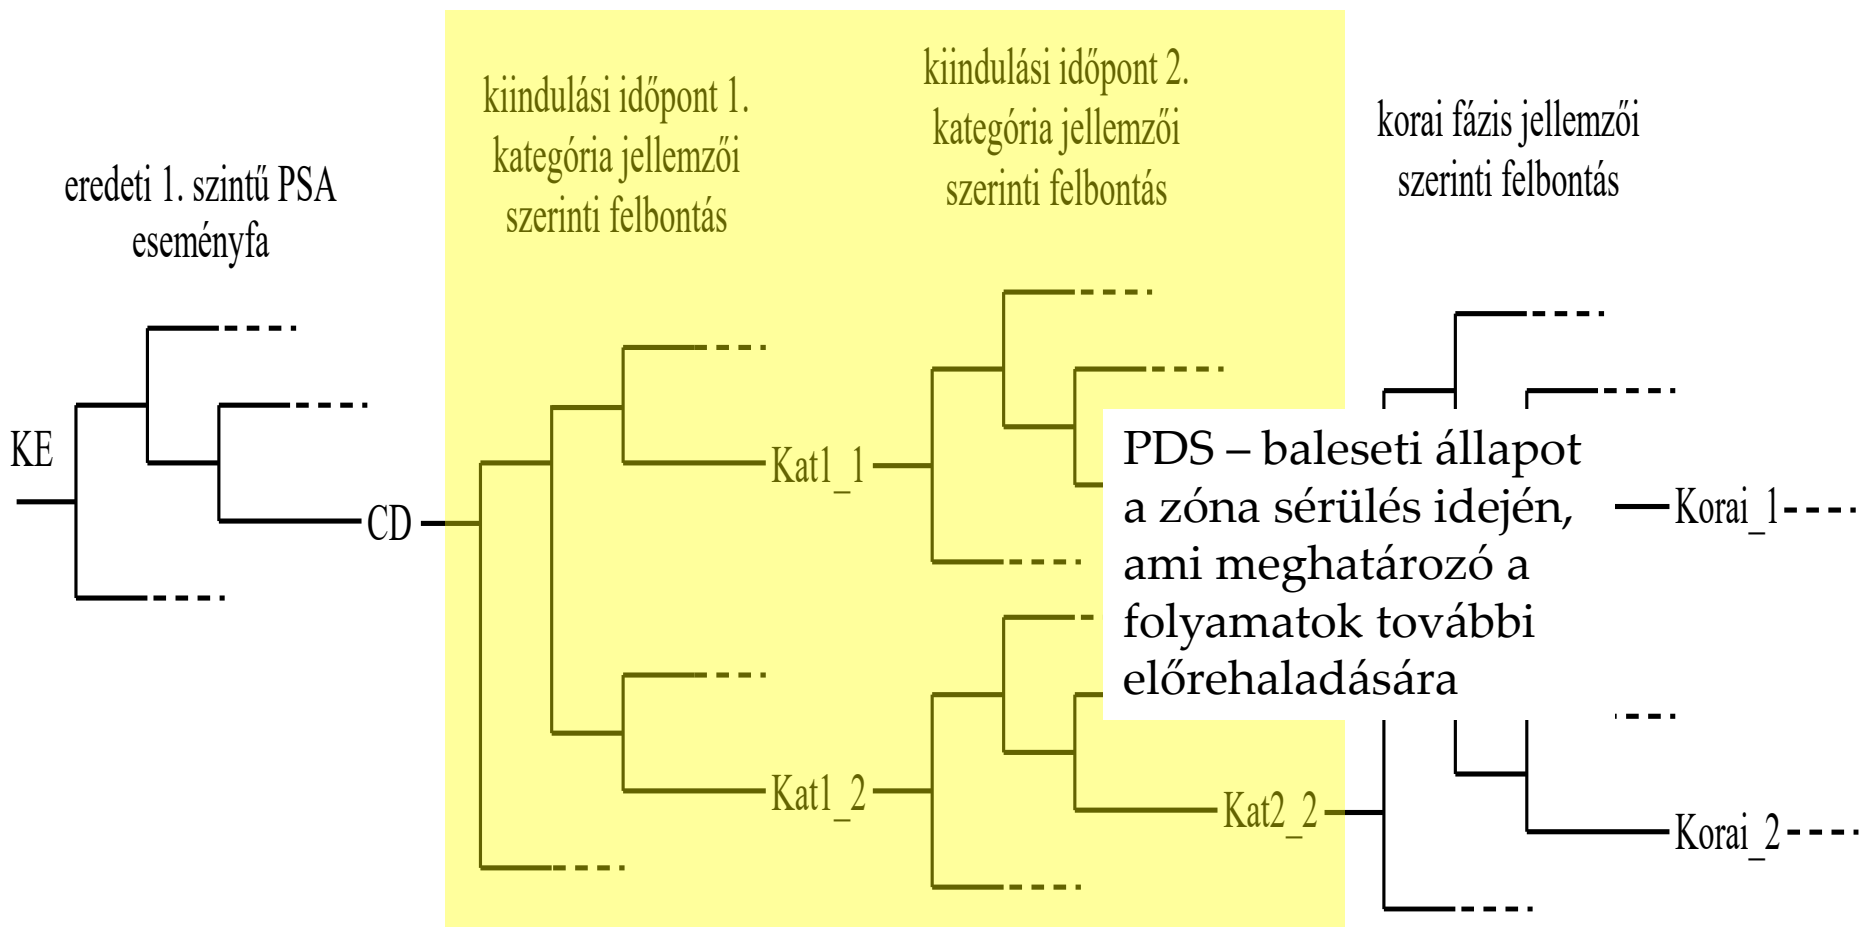 eredeti 1. szintű PSA
eseményfa
kiindulási időpont 1.
kategória jellemzői
szerinti felbontás
kiindulási időpont 2.
kategória jellemzői
szerinti felbontás
korai fázis jellemzői
szerinti felbontás
KE
CD
Kat1_1
Kat1_2
PDS – baleseti állapot
a zóna sérülés idején,
ami meghatározó a
folyamatok további
előrehaladására
Kat2_2
Korai_1
Korai_2